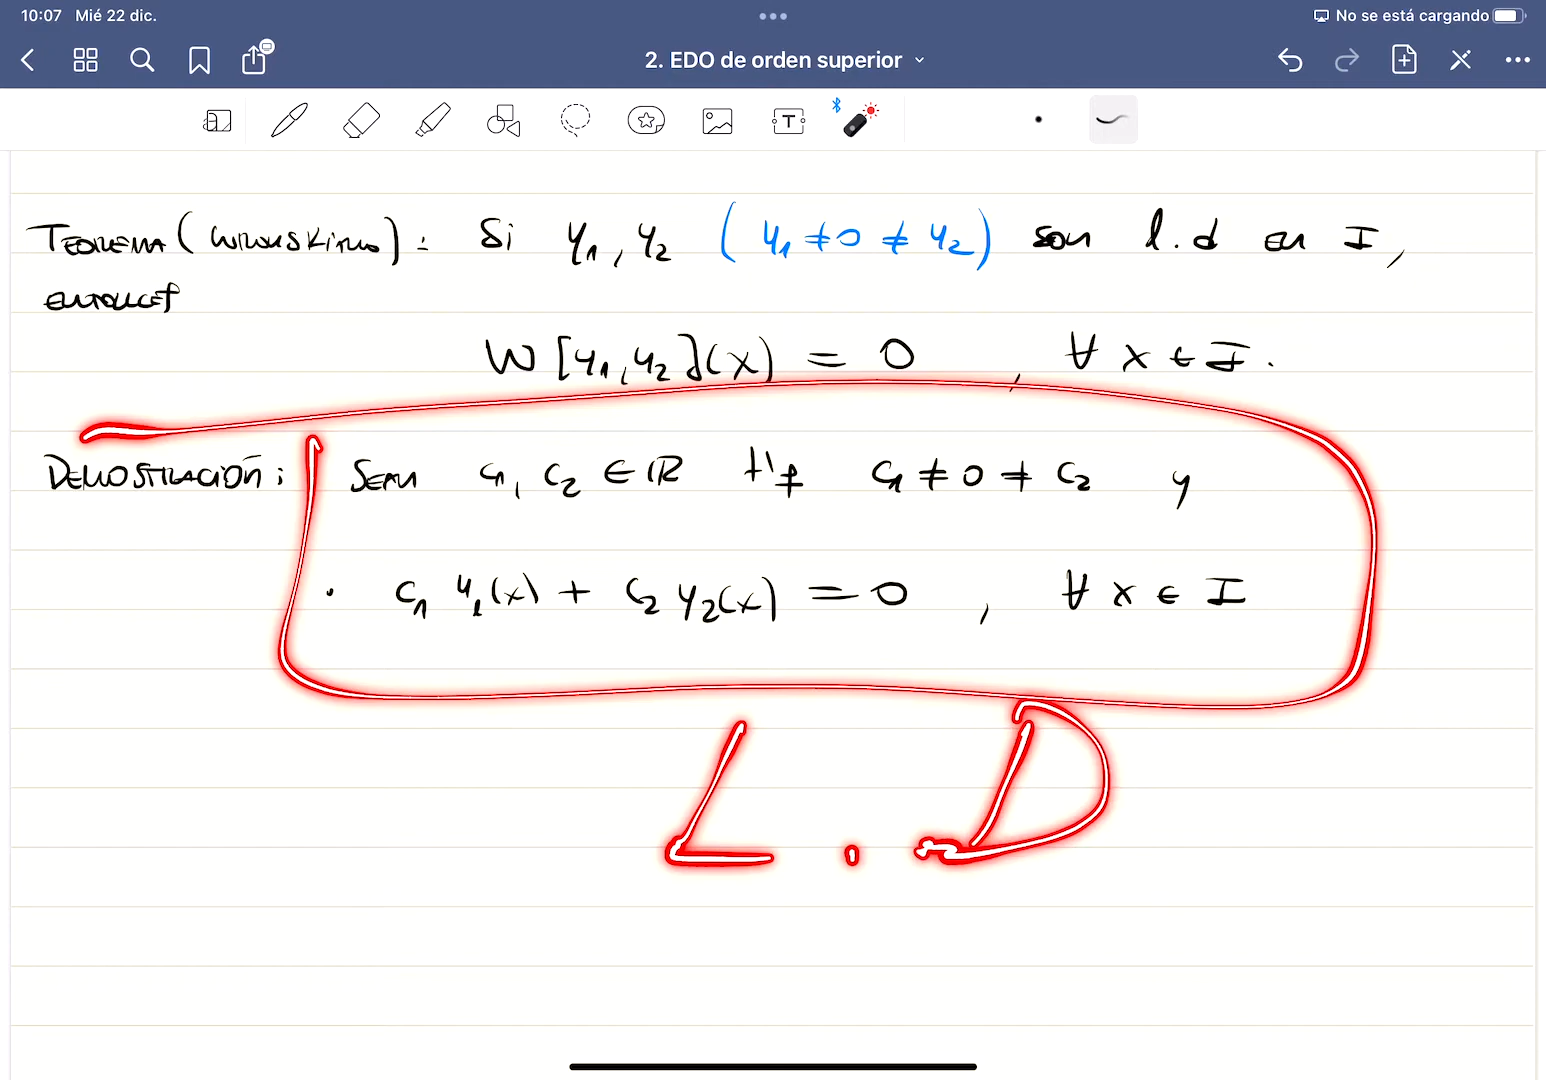 10:07 Mié 22 dic.
No se está cargando
2. EDO de orden superior
TEOREMA (WRONSKIANO): Si y₁, y₂ (y₁ ≠ 0 ≠ y₂) son l.d en I,
ENTONCES
W[y₁, y₂](x) = 0 , ∀ x ∈ I.
DEMOSTRACIÓN: SEAN c₁, c₂ ∈ ℝ t'q c₁ ≠ 0 ≠ c₂ y
· c₁ y₁(x) + c₂ y₂(x) = 0 , ∀ x ∈ I
L.D